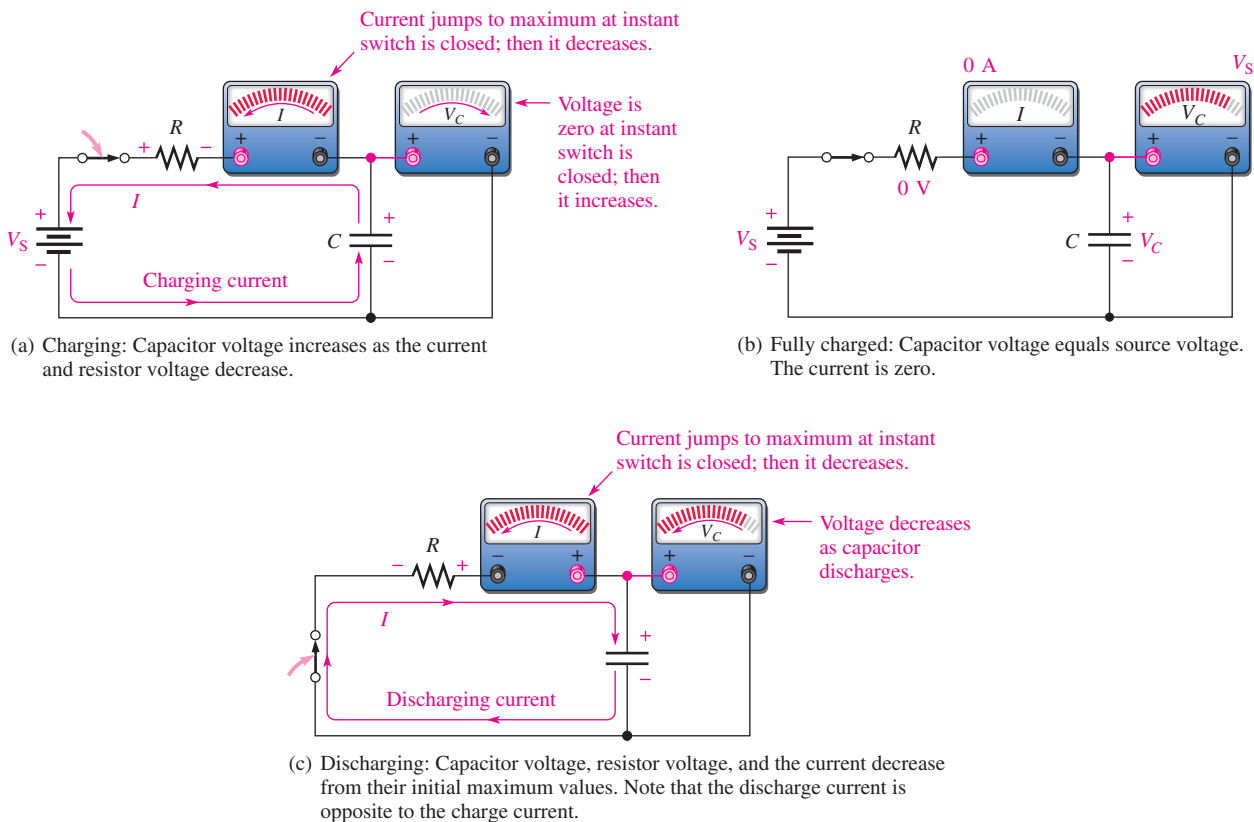 Current jumps to maximum at instant
switch is closed; then it decreases.
I
V_C
+ − + −
Voltage is
zero at instant
switch is
closed; then
it increases.
R
+ −
I
+
V_S
−
C
+
−
Charging current
(a) Charging: Capacitor voltage increases as the current
and resistor voltage decrease.
0 A
V_S
I
V_C
+ − + −
R
0 V
+
V_S
−
C
+
V_C
−
(b) Fully charged: Capacitor voltage equals source voltage.
The current is zero.
Current jumps to maximum at instant
switch is closed; then it decreases.
I
V_C
− + + −
Voltage decreases
as capacitor
discharges.
R
− +
I
+
−
Discharging current
(c) Discharging: Capacitor voltage, resistor voltage, and the current decrease
from their initial maximum values. Note that the discharge current is
opposite to the charge current.